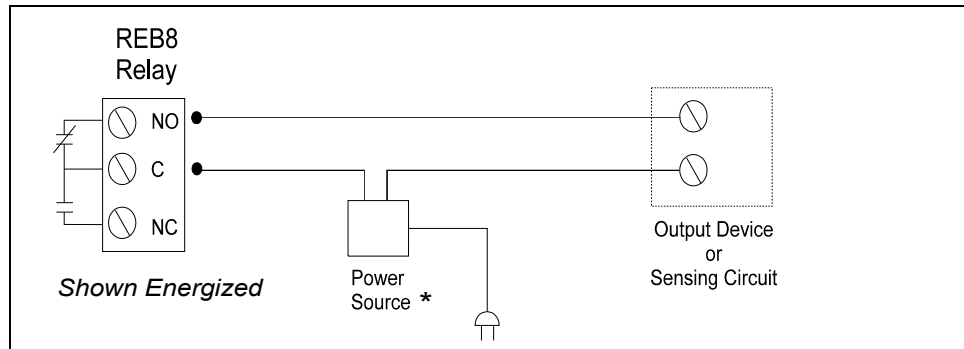 REB8
Relay
NO
C
NC
Shown Energized
Power
Source *
Output Device
or
Sensing Circuit